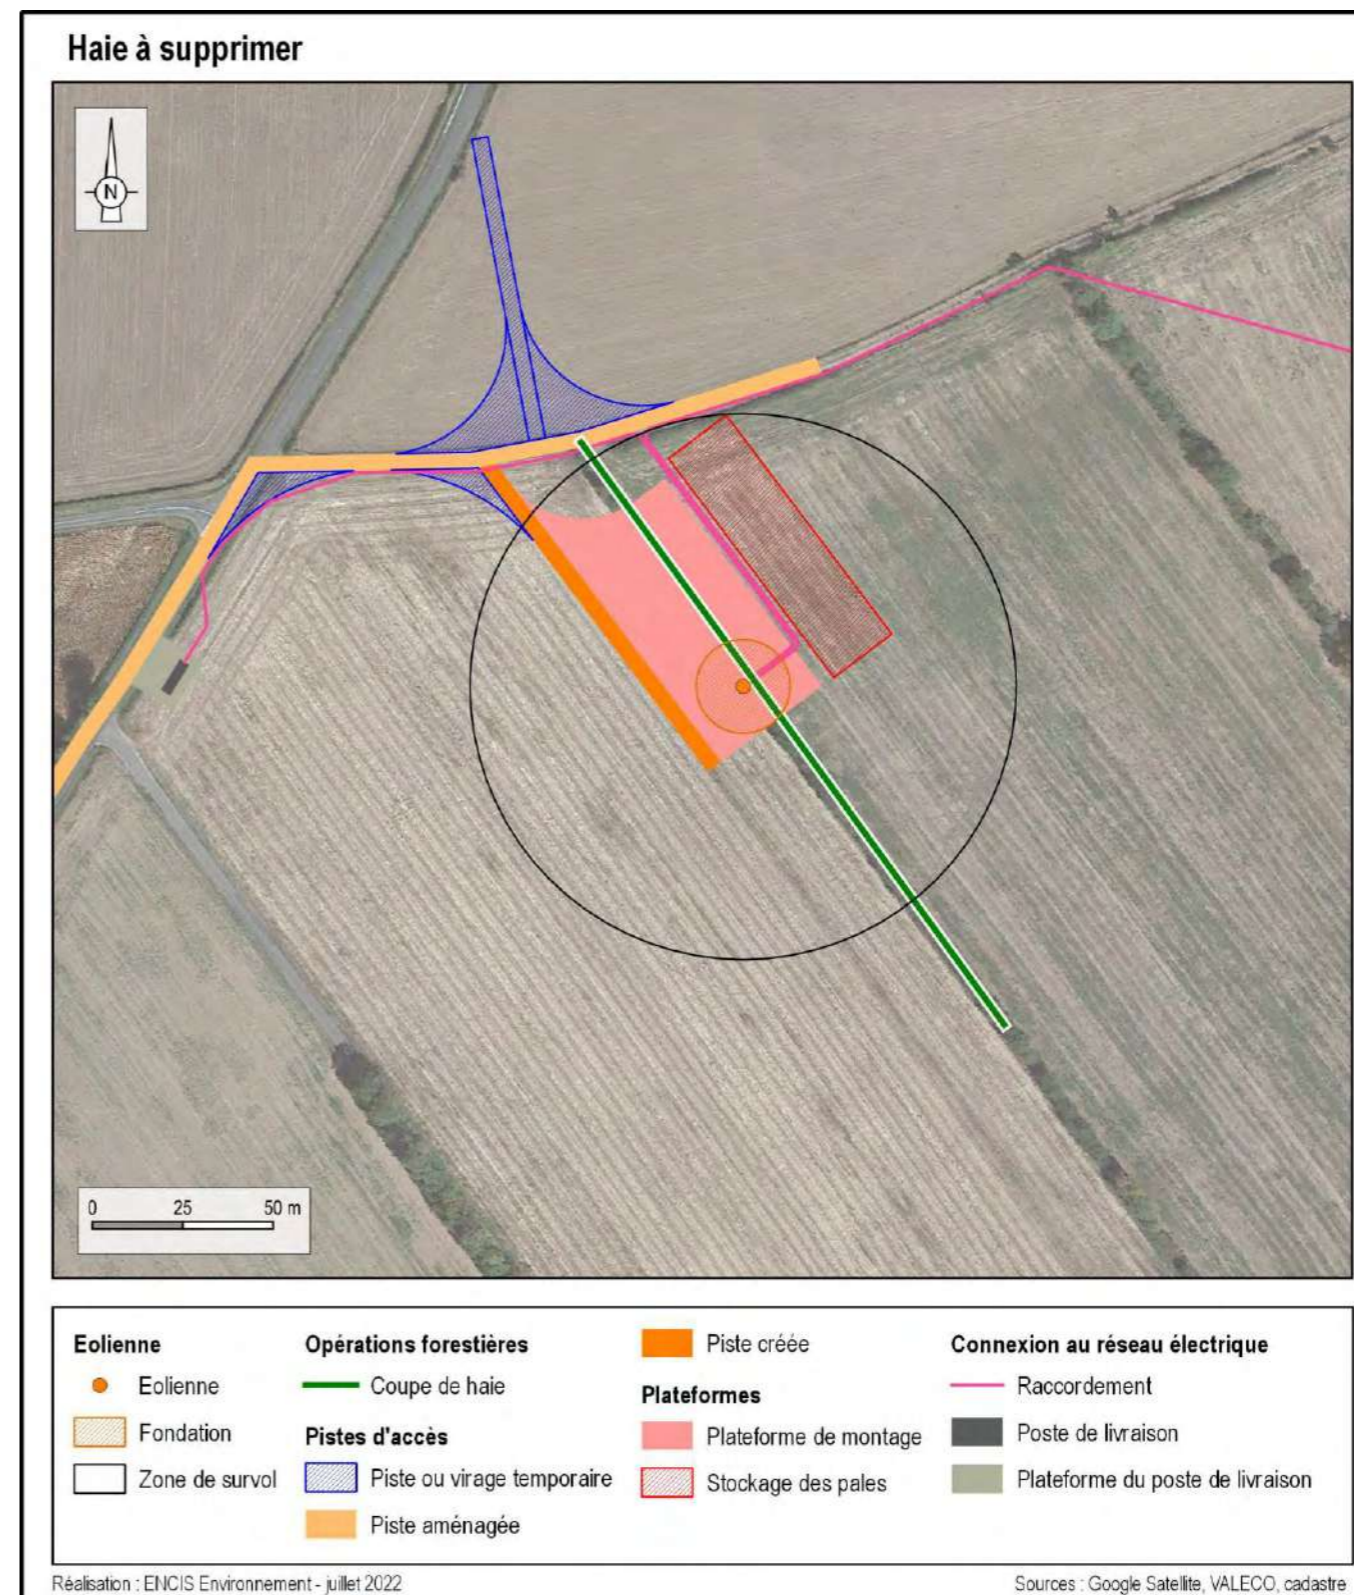 Haie à supprimer
N
0 25 50 m
Eolienne
Eolienne
Fondation
Zone de survol
Opérations forestières
Coupe de haie
Pistes d'accès
Piste ou virage temporaire
Piste aménagée
Piste créée
Plateformes
Plateforme de montage
Stockage des pales
Connexion au réseau électrique
Raccordement
Poste de livraison
Plateforme du poste de livraison
Réalisation : ENCIS Environnement - juillet 2022
Sources : Google Satellite, VALECO, cadastre